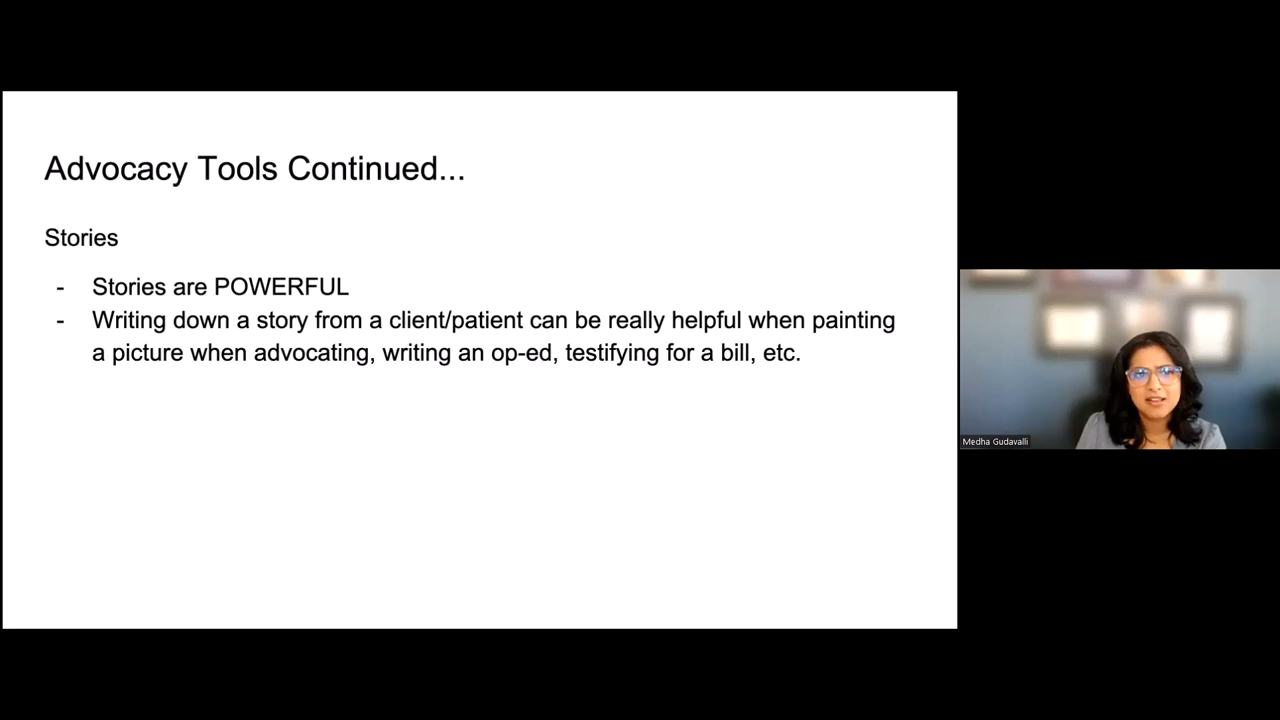 Advocacy Tools Continued...
Stories
- Stories are POWERFUL
- Writing down a story from a client/patient can be really helpful when painting
a picture when advocating, writing an op-ed, testifying for a bill, etc.
Medha Gudavalli